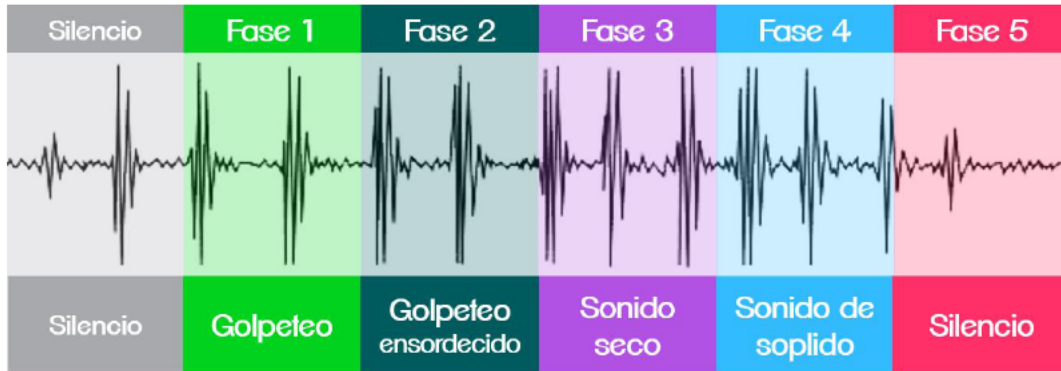 Silencio
Fase 1
Fase 2
Fase 3
Fase 4
Fase 5
Silencio
Golpeteo
Golpeteo
ensordecido
Sonido
seco
Sonido de
soplido
Silencio